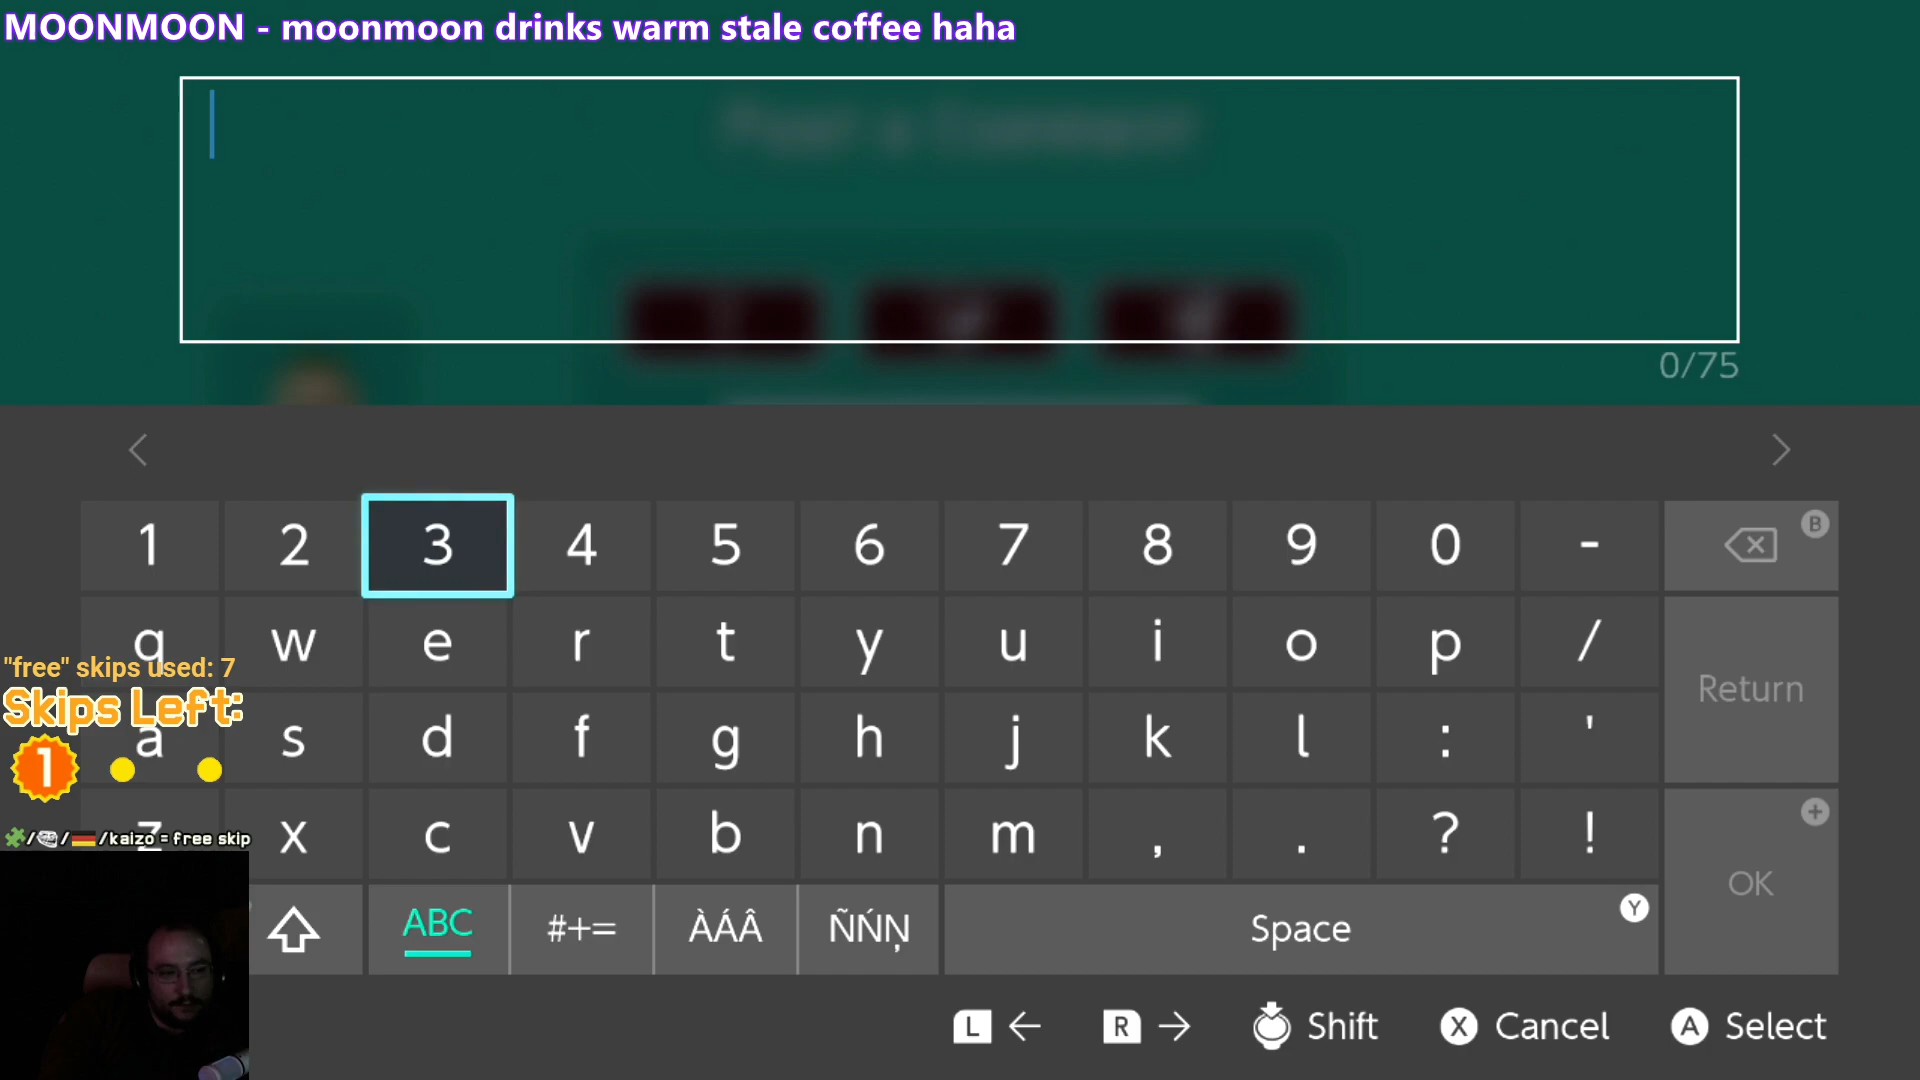 MOONMOON - moonmoon drinks warm stale coffee haha
Post a Comment
0/75
1 2 3 4 5 6 7 8 9 0 - B
q w e r t y u i o p /
"free" skips used: 7
Return
Skips Left:
a s d f g h j k l : '
1
z x c v b n m , . ? ! +
/kaizo = free skip
OK
ABC #+= ÀÁÂ ÑŃŅ Space Y
L ← R → Shift X Cancel A Select